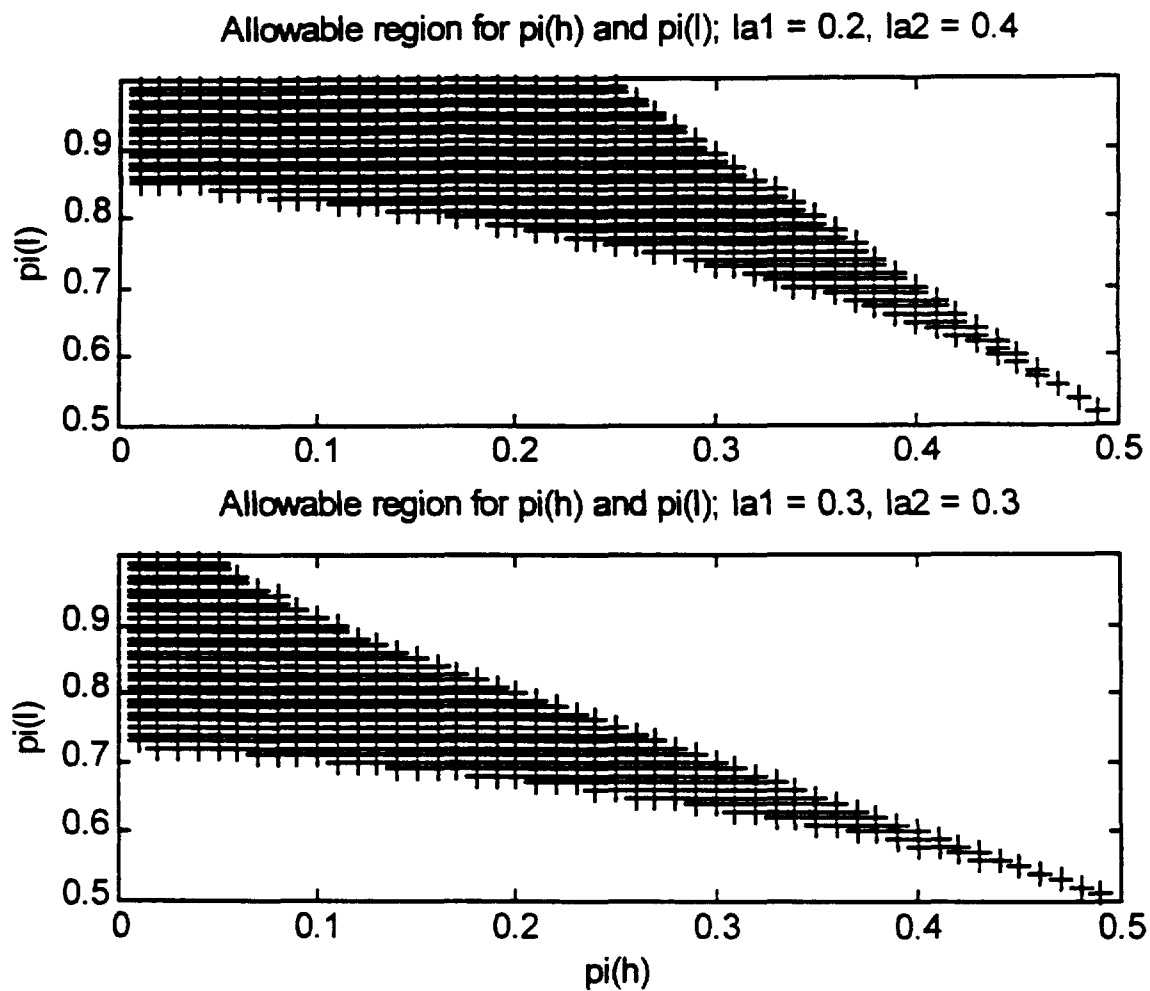 Allowable region for pi(h) and pi(l); la1 = 0.2, la2 = 0.4
0.9
0.8
0.7
0.6
0.5
pi(l)
0 0.1 0.2 0.3 0.4 0.5
Allowable region for pi(h) and pi(l); la1 = 0.3, la2 = 0.3
0.9
0.8
0.7
0.6
0.5
pi(l)
0 0.1 0.2 0.3 0.4 0.5
pi(h)